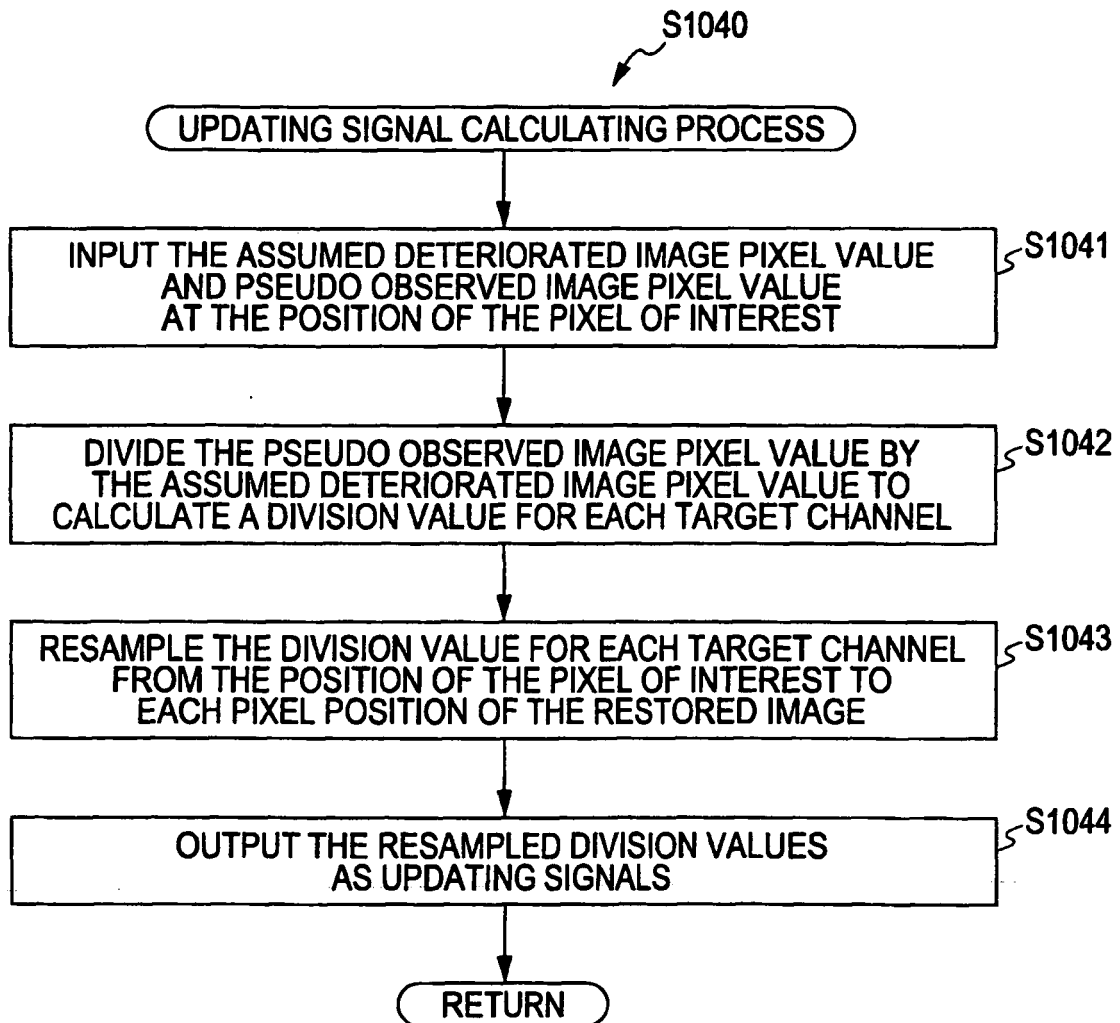 S1040
UPDATING SIGNAL CALCULATING PROCESS
INPUT THE ASSUMED DETERIORATED IMAGE PIXEL VALUE
AND PSEUDO OBSERVED IMAGE PIXEL VALUE
AT THE POSITION OF THE PIXEL OF INTEREST
S1041
DIVIDE THE PSEUDO OBSERVED IMAGE PIXEL VALUE BY
THE ASSUMED DETERIORATED IMAGE PIXEL VALUE TO
CALCULATE A DIVISION VALUE FOR EACH TARGET CHANNEL
S1042
RESAMPLE THE DIVISION VALUE FOR EACH TARGET CHANNEL
FROM THE POSITION OF THE PIXEL OF INTEREST TO
EACH PIXEL POSITION OF THE RESTORED IMAGE
S1043
OUTPUT THE RESAMPLED DIVISION VALUES
AS UPDATING SIGNALS
S1044
RETURN